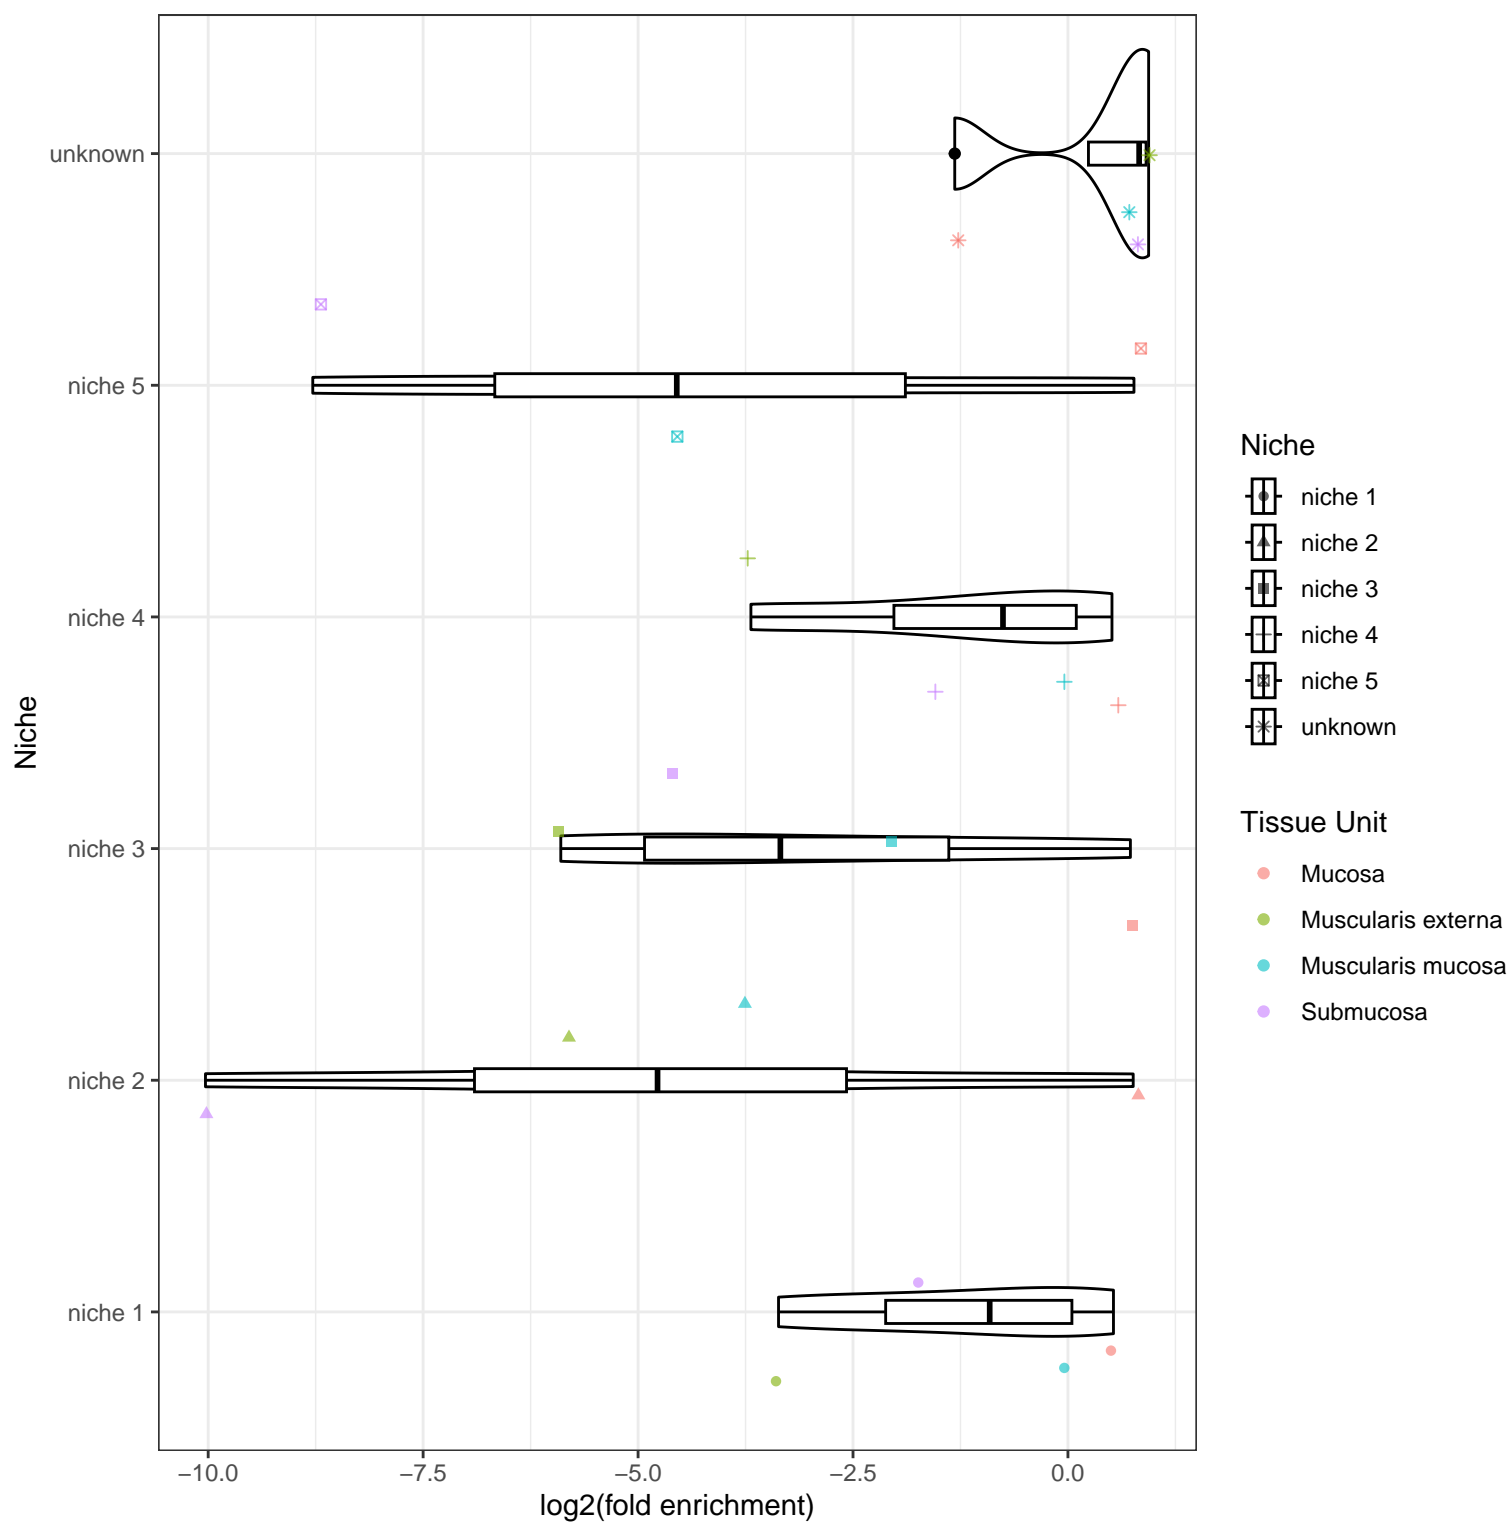 unknown
niche 5
niche 4
niche 3
niche 2
niche 1
Niche
−10.0
−7.5
−5.0
−2.5
0.0
log2(fold enrichment)
Niche
niche 1
niche 2
niche 3
niche 4
niche 5
unknown
Tissue Unit
Mucosa
Muscularis externa
Muscularis mucosa
Submucosa